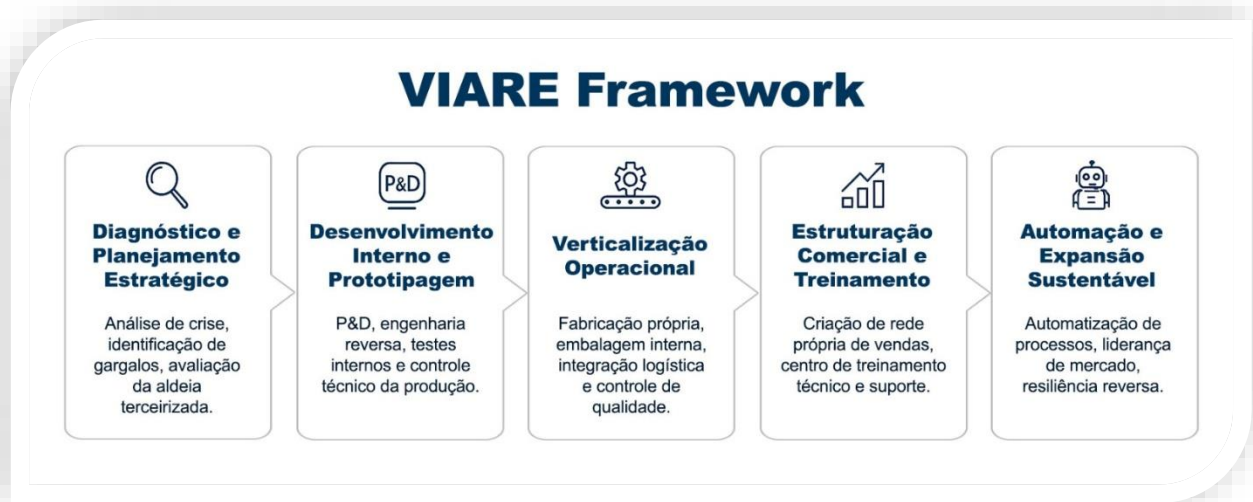 VIARE Framework
Diagnóstico e
Planejamento
Estratégico
Análise de crise,
identificação de
gargalos, avaliação
da aldeia
terceirizada.
P&D
Desenvolvimento
Interno e
Prototipagem
P&D, engenharia
reversa, testes
internos e controle
técnico da produção.
Verticalização
Operacional
Fabricação própria,
embalagem interna,
integração logística
e controle de
qualidade.
Estruturação
Comercial e
Treinamento
Criação de rede
própria de vendas,
centro de treinamento
técnico e suporte.
Automação e
Expansão
Sustentável
Automatização de
processos, liderança
de mercado,
resiliência reversa.